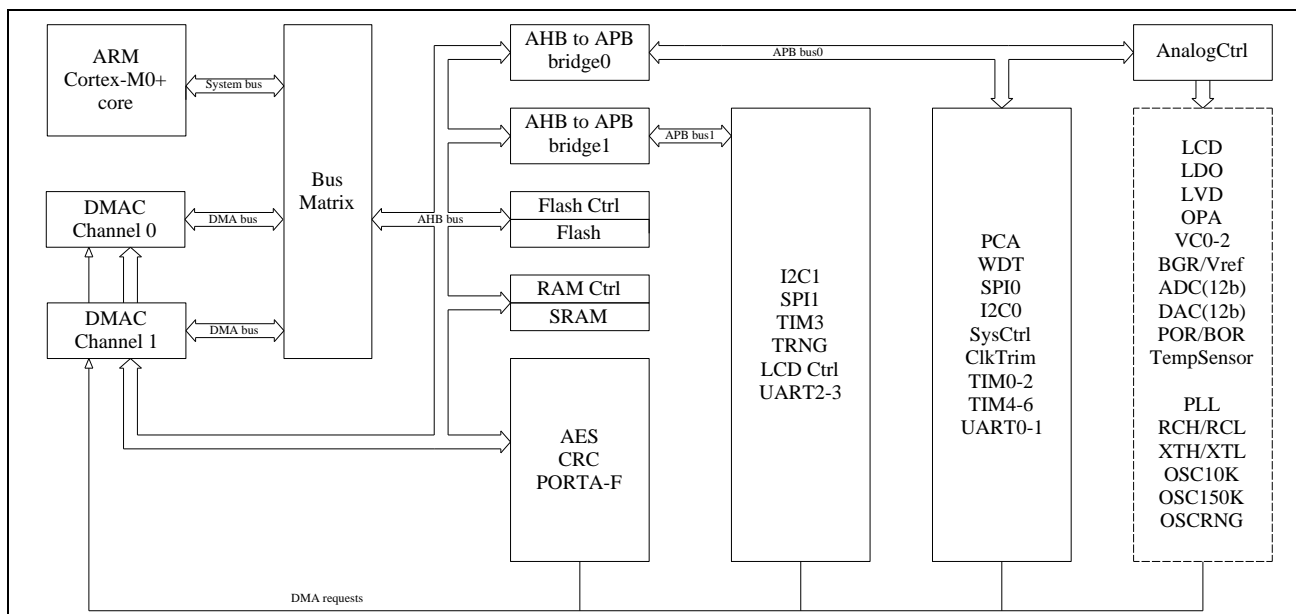 ARM
Cortex-M0+
core
System bus
DMAC
Channel 0
DMA bus
DMAC
Channel 1
DMA bus
Bus
Matrix
AHB bus
AHB to APB
bridge0
APB bus0
AHB to APB
bridge1
APB bus1
Flash Ctrl
Flash
RAM Ctrl
SRAM
AES
CRC
PORTA-F
I2C1
SPI1
TIM3
TRNG
LCD Ctrl
UART2-3
PCA
WDT
SPI0
I2C0
SysCtrl
ClkTrim
TIM0-2
TIM4-6
UART0-1
AnalogCtrl
LCD
LDO
LVD
OPA
VC0-2
BGR/Vref
ADC(12b)
DAC(12b)
POR/BOR
TempSensor
PLL
RCH/RCL
XTH/XTL
OSC10K
OSC150K
OSCRNG
DMA requests